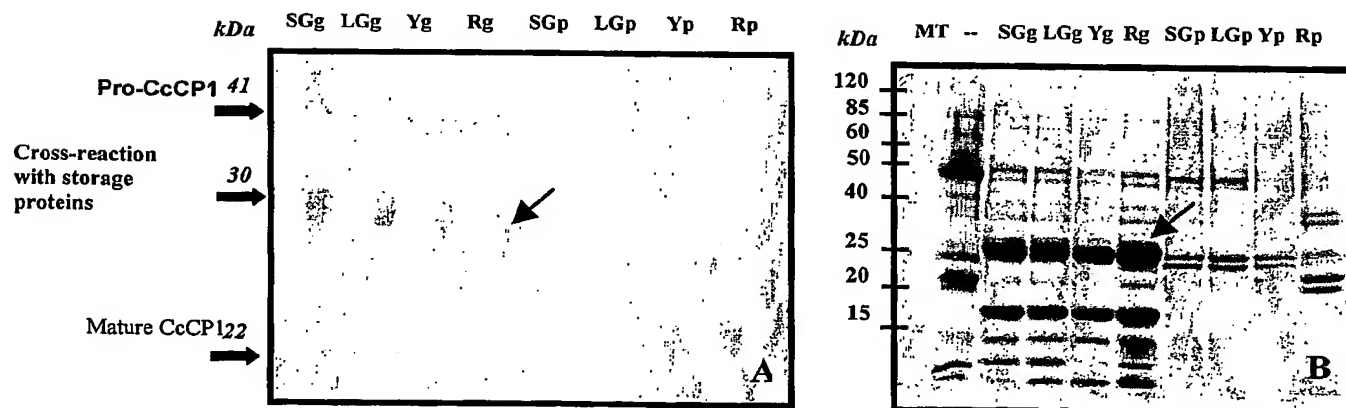 kDa SGg LGg Yg Rg SGp LGp Yp Rp
Pro-CcCP1 41
Cross-reaction
with storage 30
proteins
Mature CcCP1 22
A
kDa MT -- SGg LGg Yg Rg SGp LGp Yp Rp
120
85
60
50
40
25
20
15
B